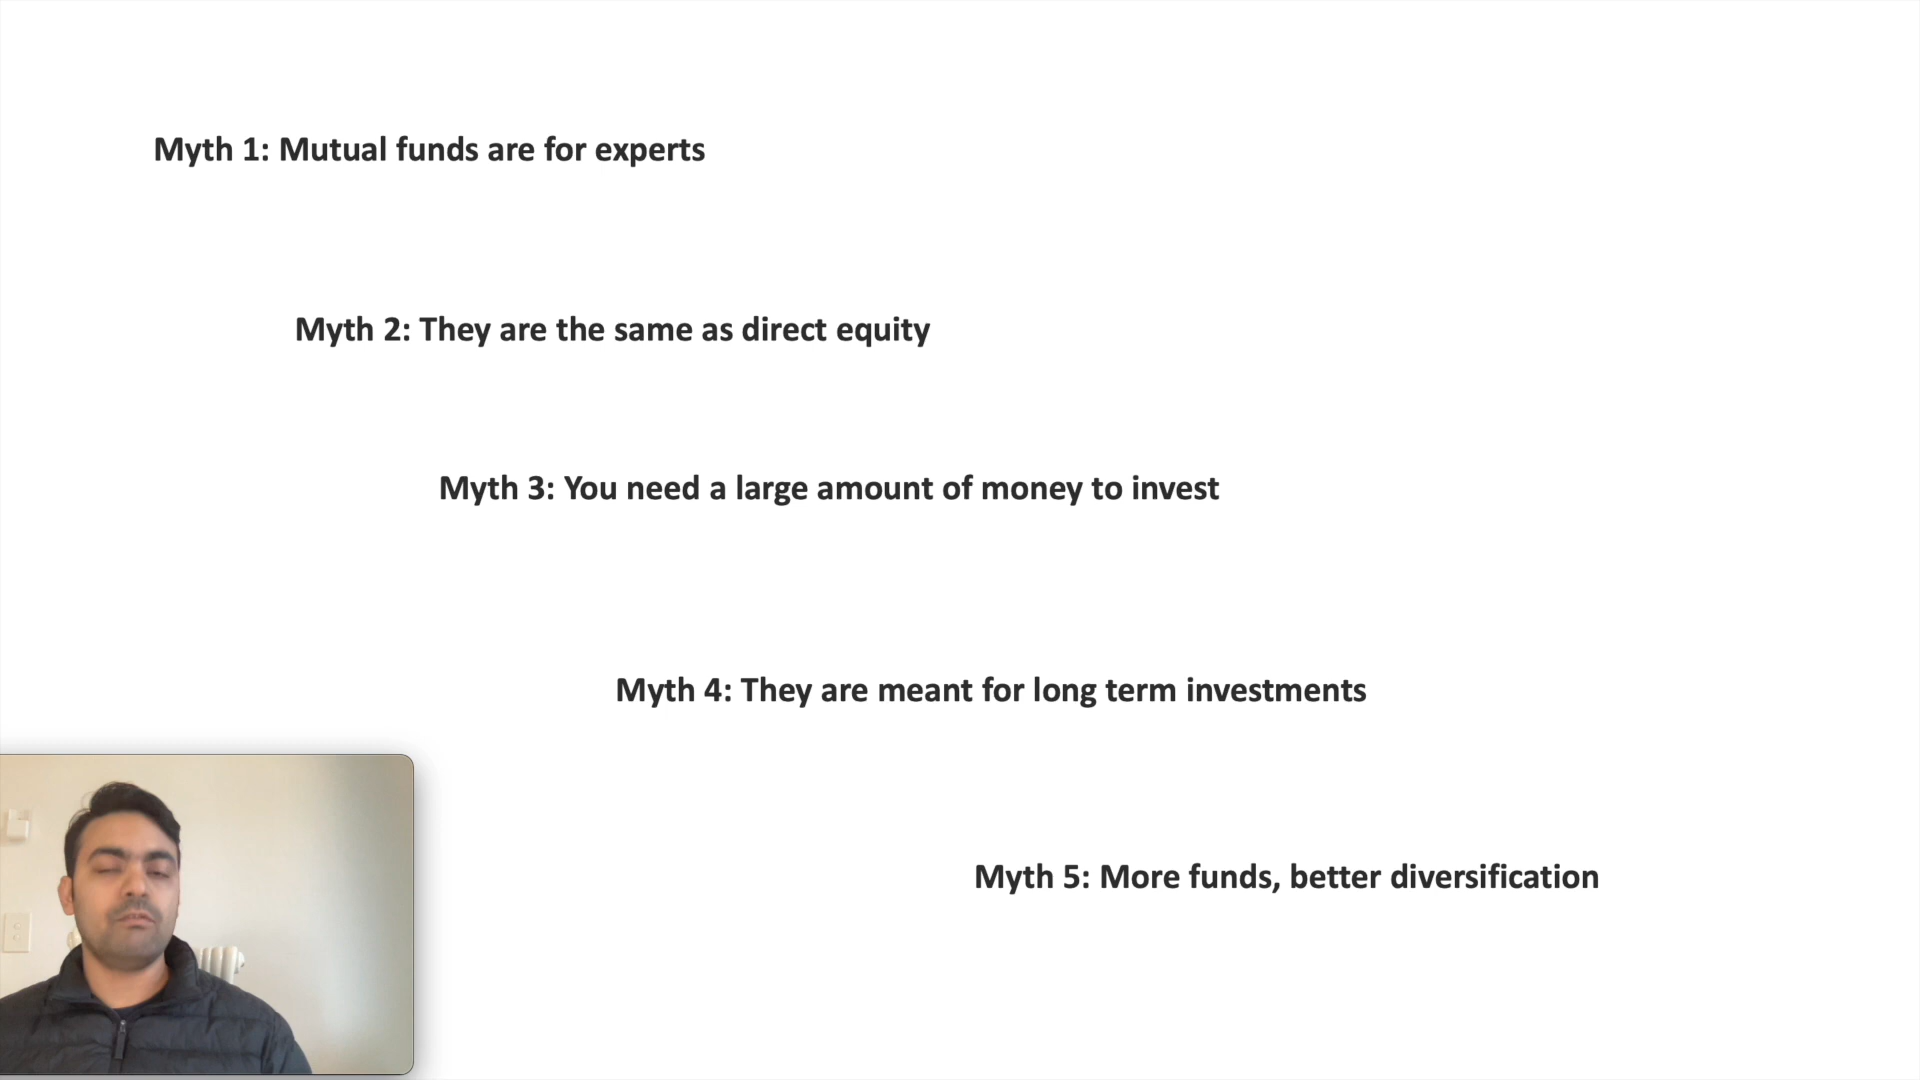 Myth 1: Mutual funds are for experts
Myth 2: They are the same as direct equity
Myth 3: You need a large amount of money to invest
Myth 4: They are meant for long term investments
Myth 5: More funds, better diversification